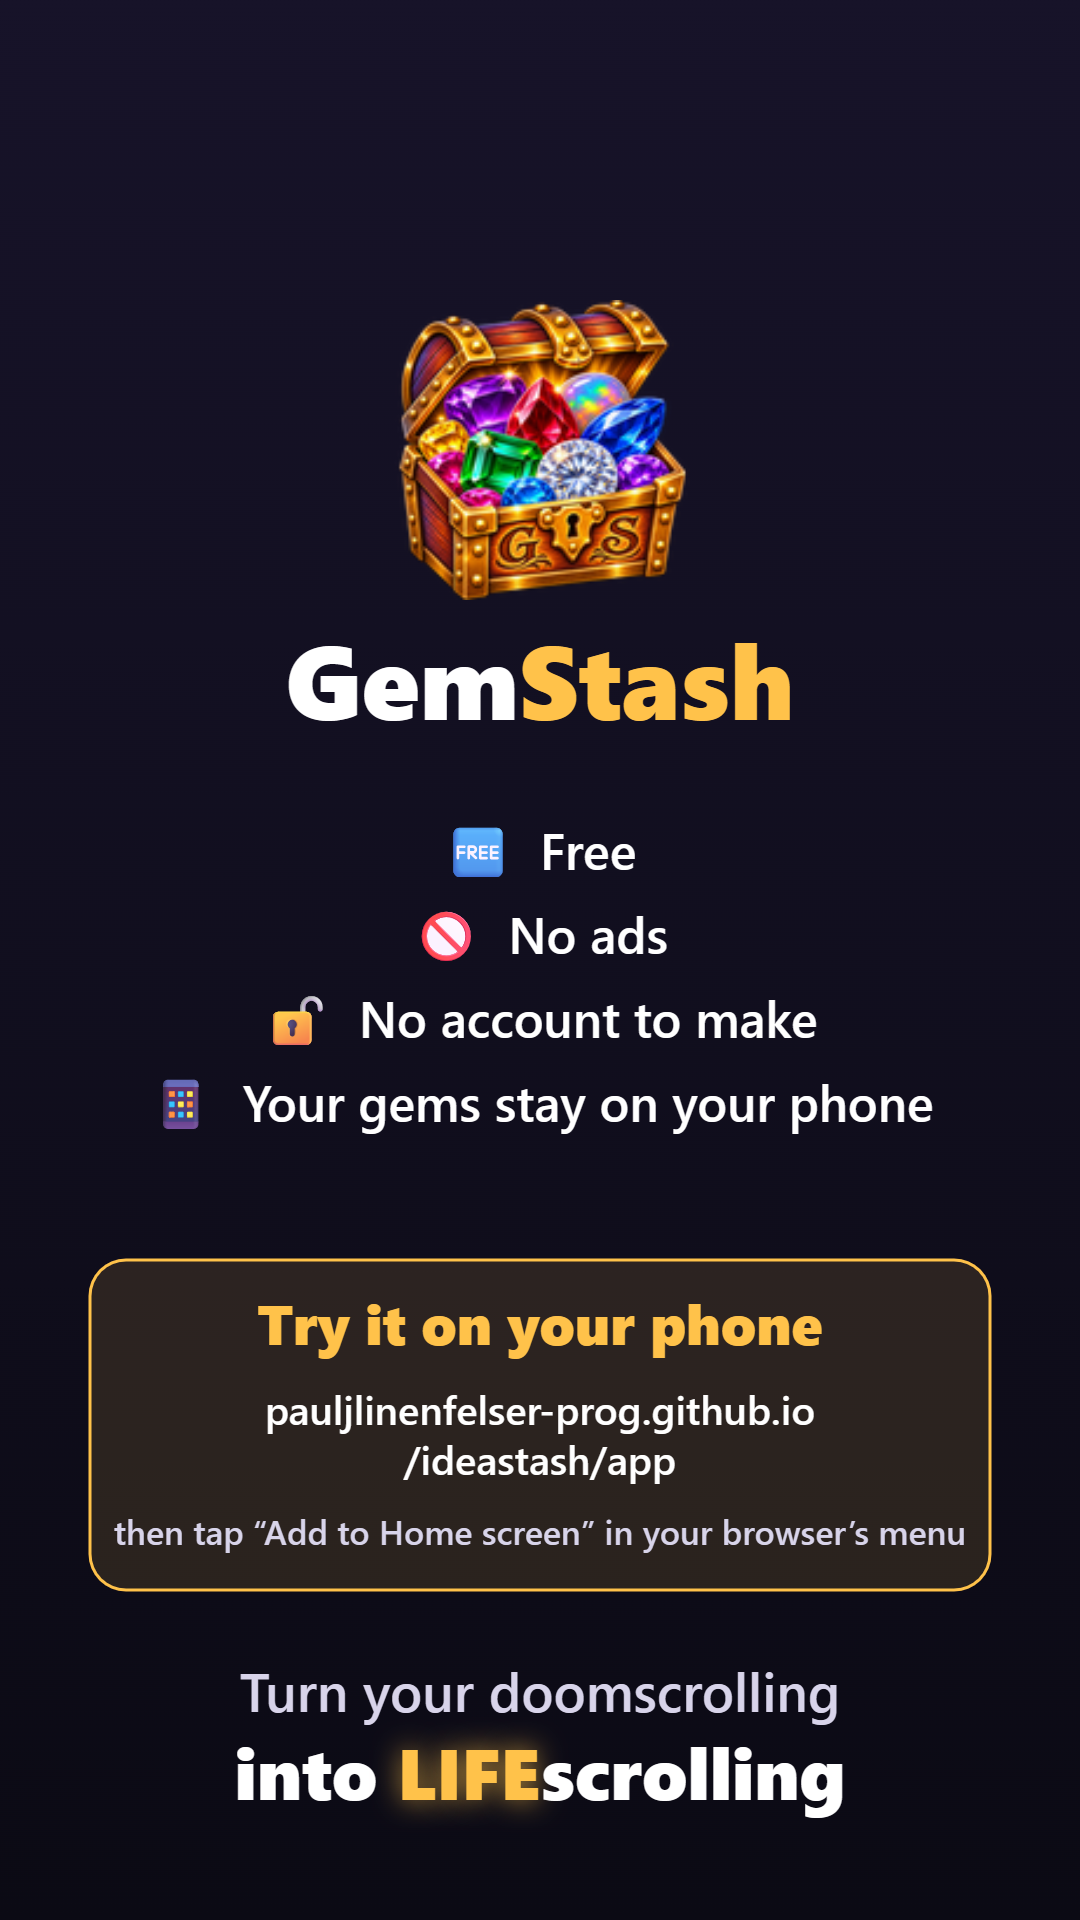 G S
GemStash
FREE Free
No ads
No account to make
Your gems stay on your phone
Try it on your phone
pauljlinenfelser-prog.github.io
/ideastash/app
then tap “Add to Home screen” in your browser’s menu
Turn your doomscrolling
into LIFEscrolling